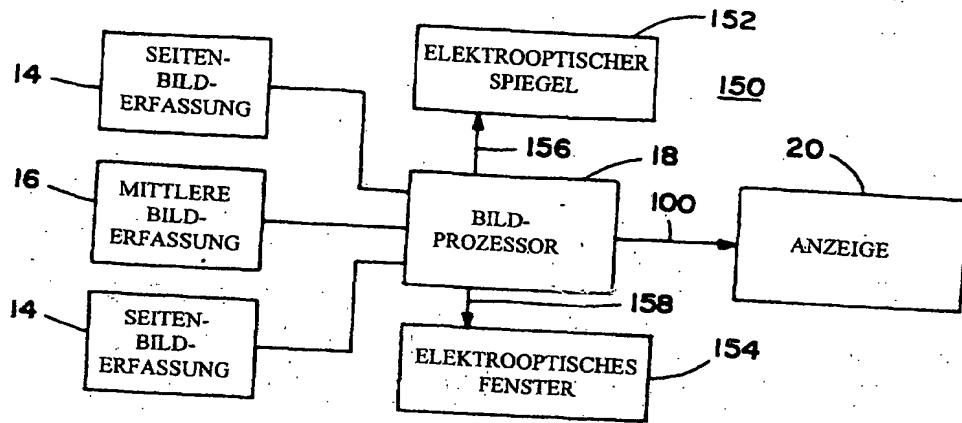 152
ELEKTROOPTISCHER
SPIEGEL
150
14
SEITEN-
BILD-
ERFASSUNG
156
18
20
16
MITTLERE
BILD-
ERFASSUNG
BILD-
PROZESSOR
100
ANZEIGE
14
SEITEN-
BILD-
ERFASSUNG
158
ELEKTROOPTISCHES
FENSTER
154